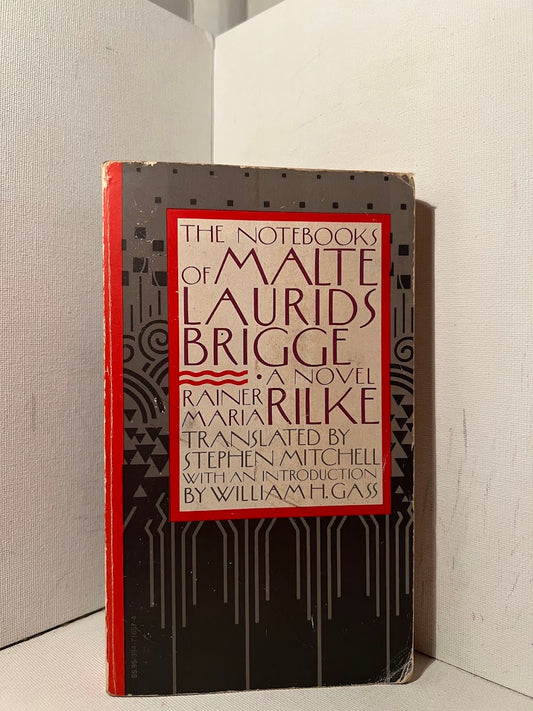 THE NOTEBOOKS
OF MALTE
LAURIDS
BRIGGE
• A NOVEL
RAINER
MARIA RILKE
TRANSLATED BY
STEPHEN MITCHELL
WITH AN INTRODUCTION
BY WILLIAM H. GASS